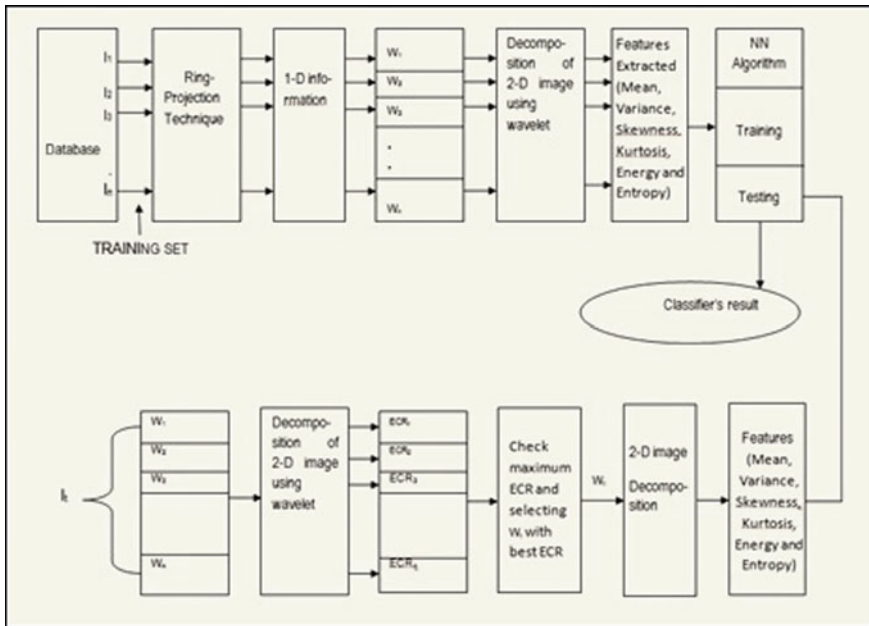 Database
I₁
I₂
I₃
Iₙ
TRAINING SET
Ring-
Projection
Technique
1-D info-
rmation
W₁
W₂
W₃
Wₙ
Decompo-
sition of
2-D image
using
wavelet
Features
Extracted
(Mean,
Variance,
Skewness,
Kurtosis,
Energy and
Entropy)
NN
Algorithm
Training
Testing
Classifier's result
Iₜ
W₁
W₂
W₃
Wₙ
Decompo-
sition of
2-D image
using
wavelet
ECR₁
ECR₂
ECR₃
Check
maximum
ECR and
selecting
Wᵢ with
best ECR
Wᵢ
2-D image
Decompo-
sition
Features
(Mean,
Variance,
Skewness,
Kurtosis,
Energy and
Entropy)